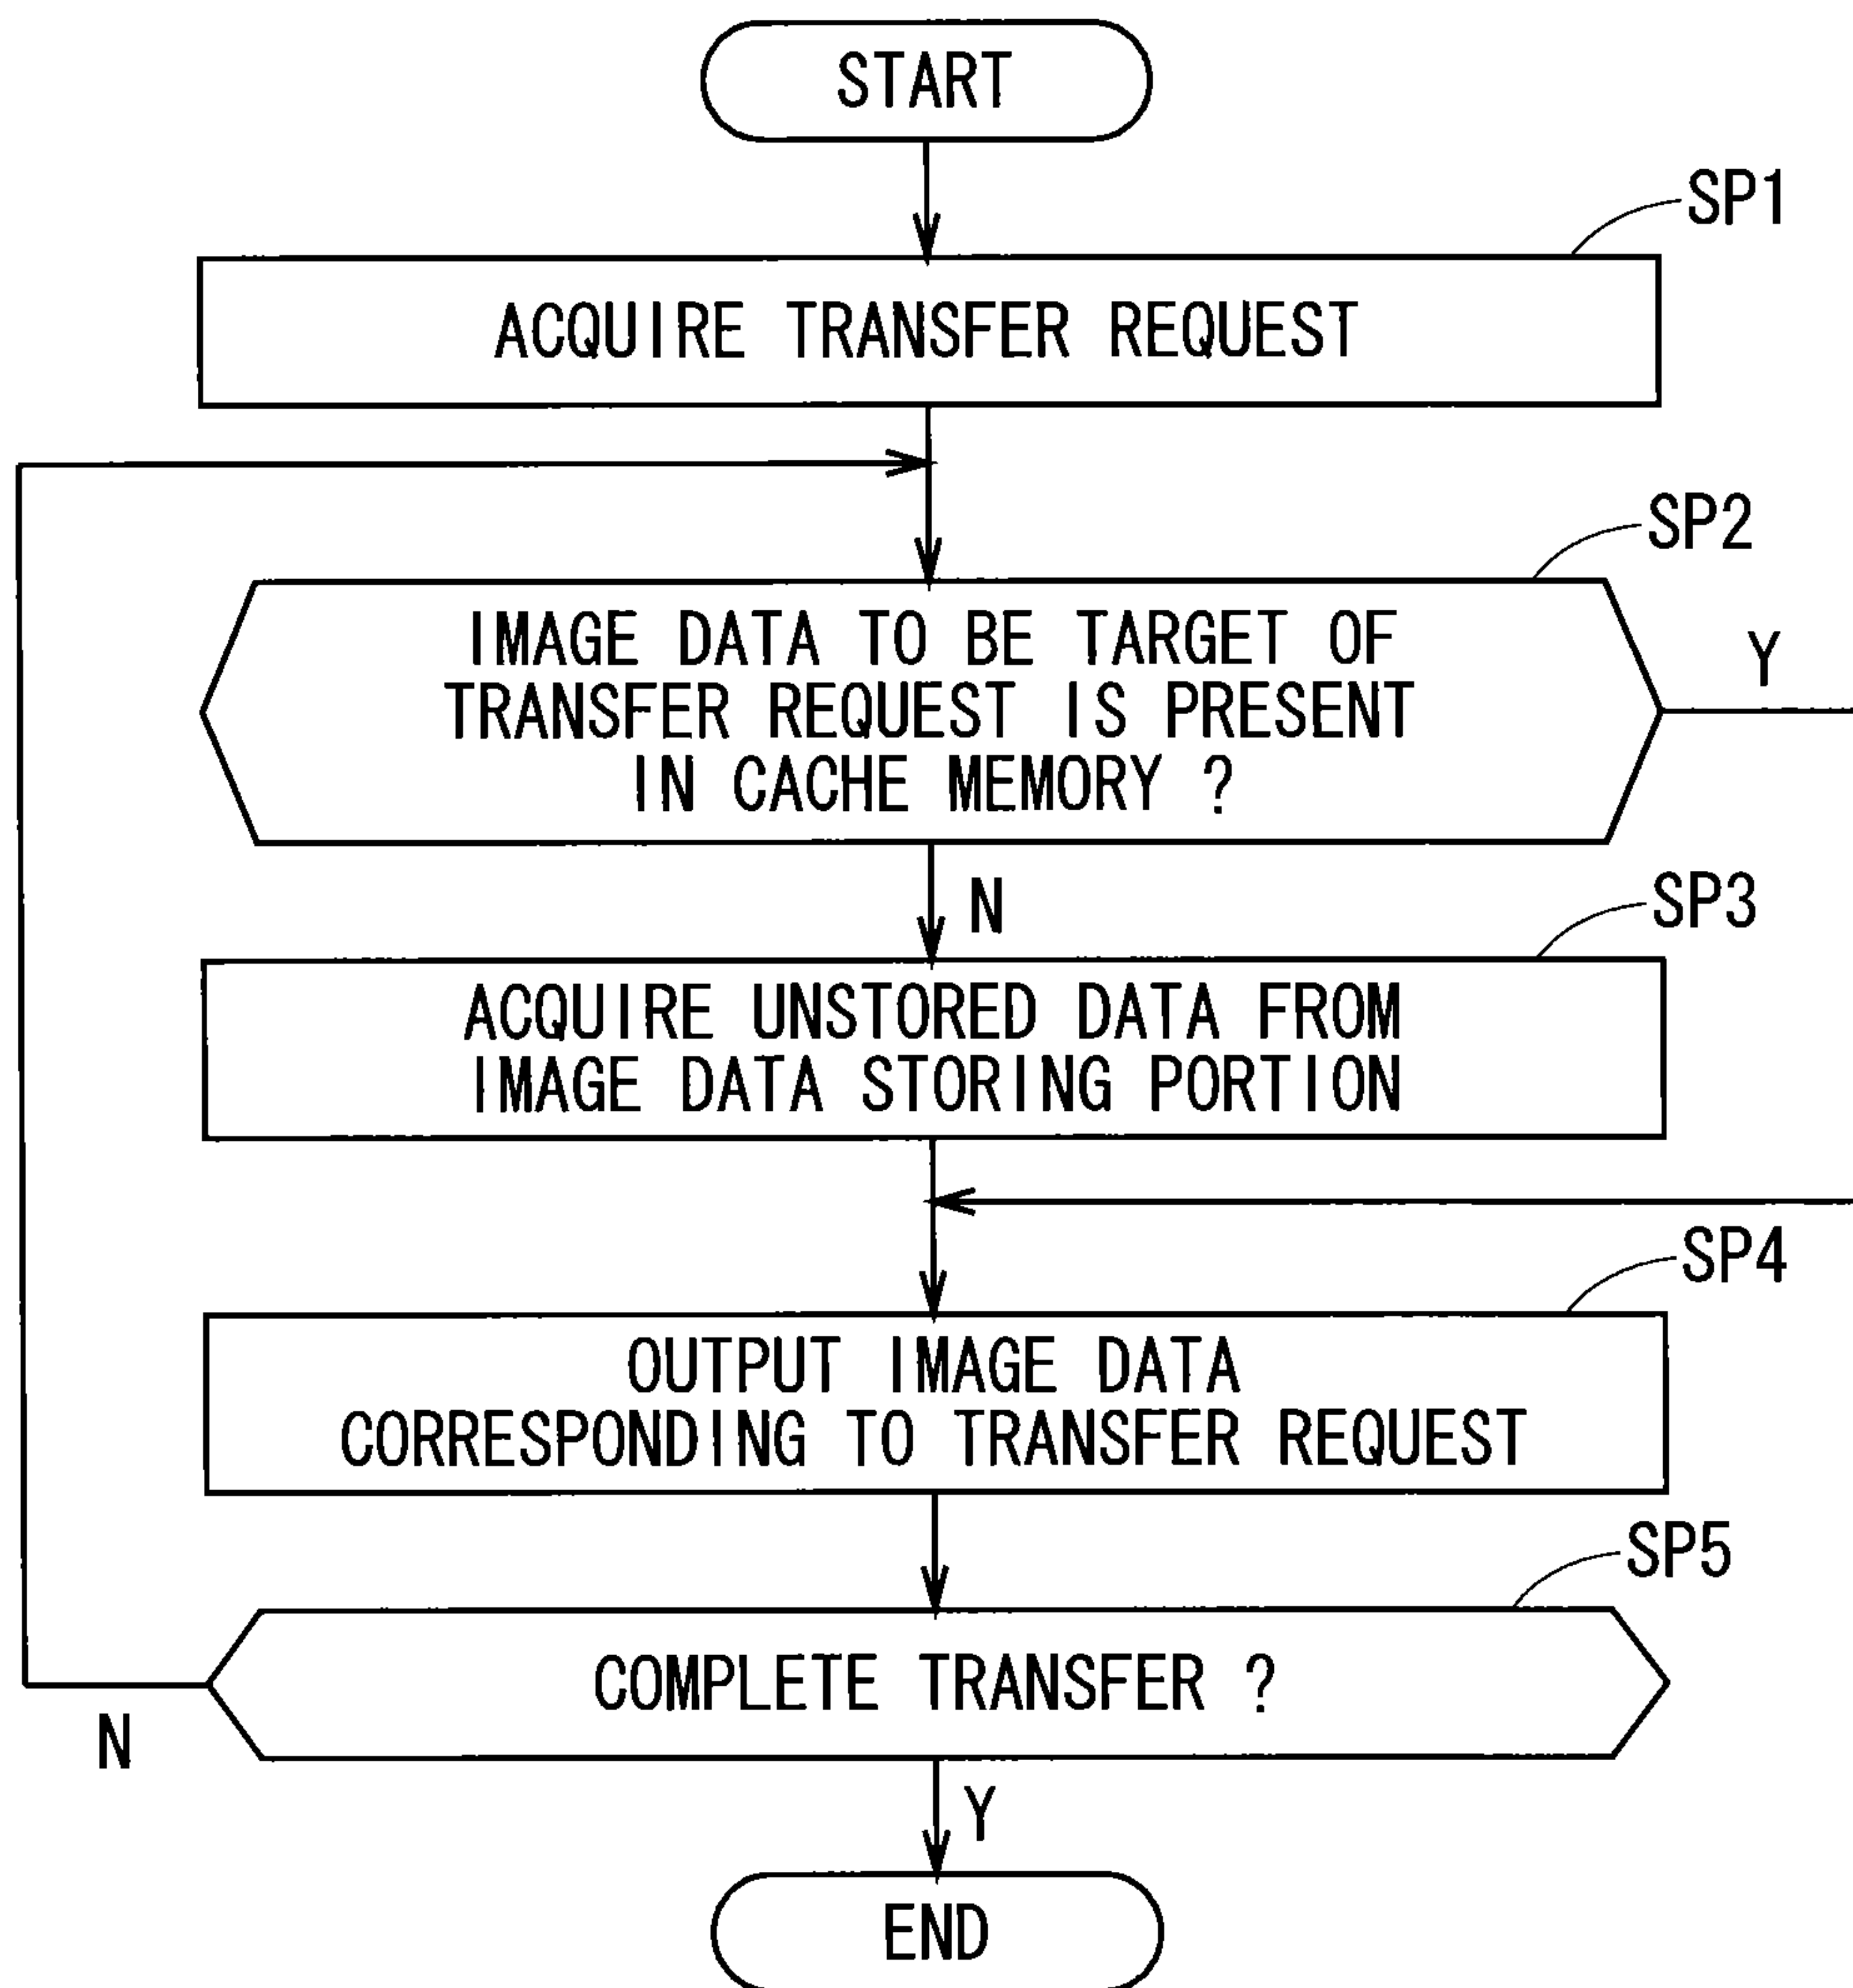 START
SP1
ACQUIRE TRANSFER REQUEST
SP2
IMAGE DATA TO BE TARGET OF
TRANSFER REQUEST IS PRESENT
IN CACHE MEMORY ?
Y
N
SP3
ACQUIRE UNSTORED DATA FROM
IMAGE DATA STORING PORTION
SP4
OUTPUT IMAGE DATA
CORRESPONDING TO TRANSFER REQUEST
SP5
COMPLETE TRANSFER ?
N
Y
END